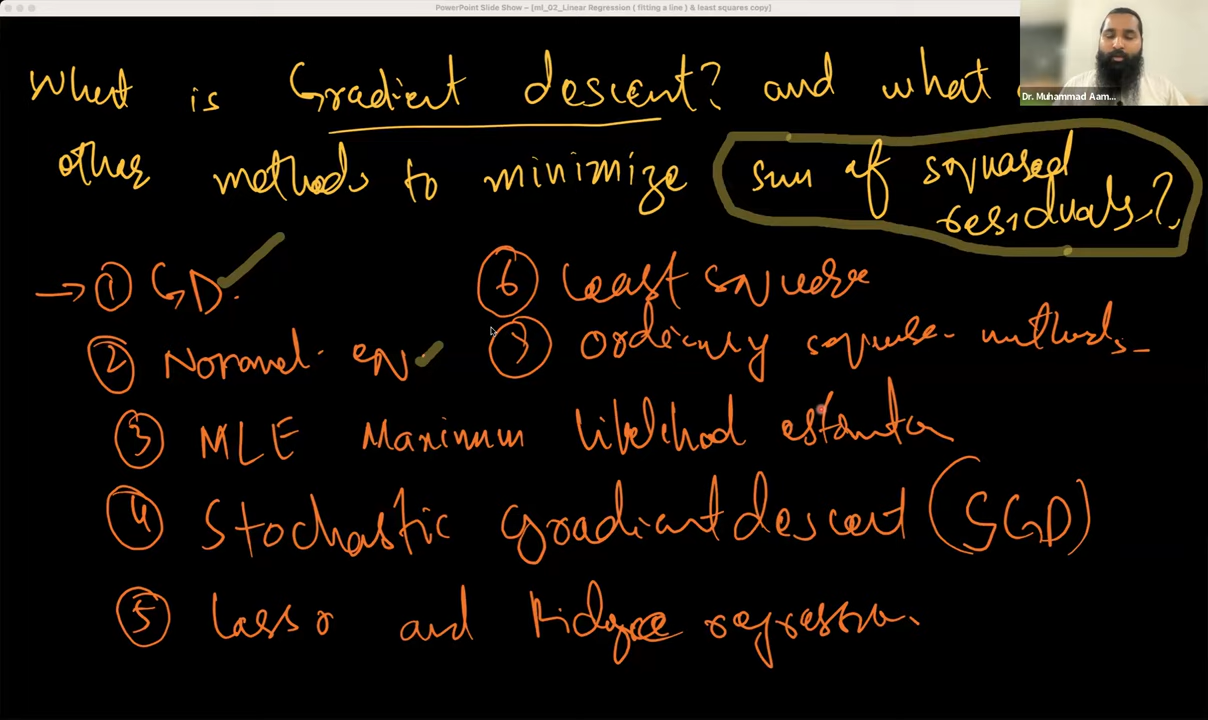 PowerPoint Slide Show – [ml_02_Linear Regression ( fitting a line ) & least squares copy]
Dr. Muhammad Aam...
What is Gradient descent? and what
other methods to minimize sum of squared
residuals?
→ ① GD.
② Normal eq
③ MLE Maximum likelihood estimation
④ Stochastic gradient descent (SGD)
⑤ Lasso and Ridge regression.
⑥ Least square
⑦ Ordinary square methods